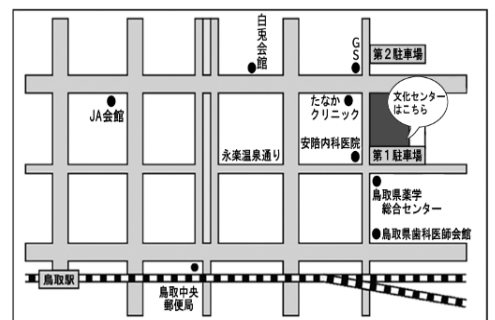 白兎会館
GS
第2駐車場
JA会館
たなか
クリニック
文化センター
はこちら
安陪内科医院
永楽温泉通り
第1駐車場
鳥取県薬学
総合センター
鳥取県歯科医師会館
鳥取駅
鳥取中央
郵便局